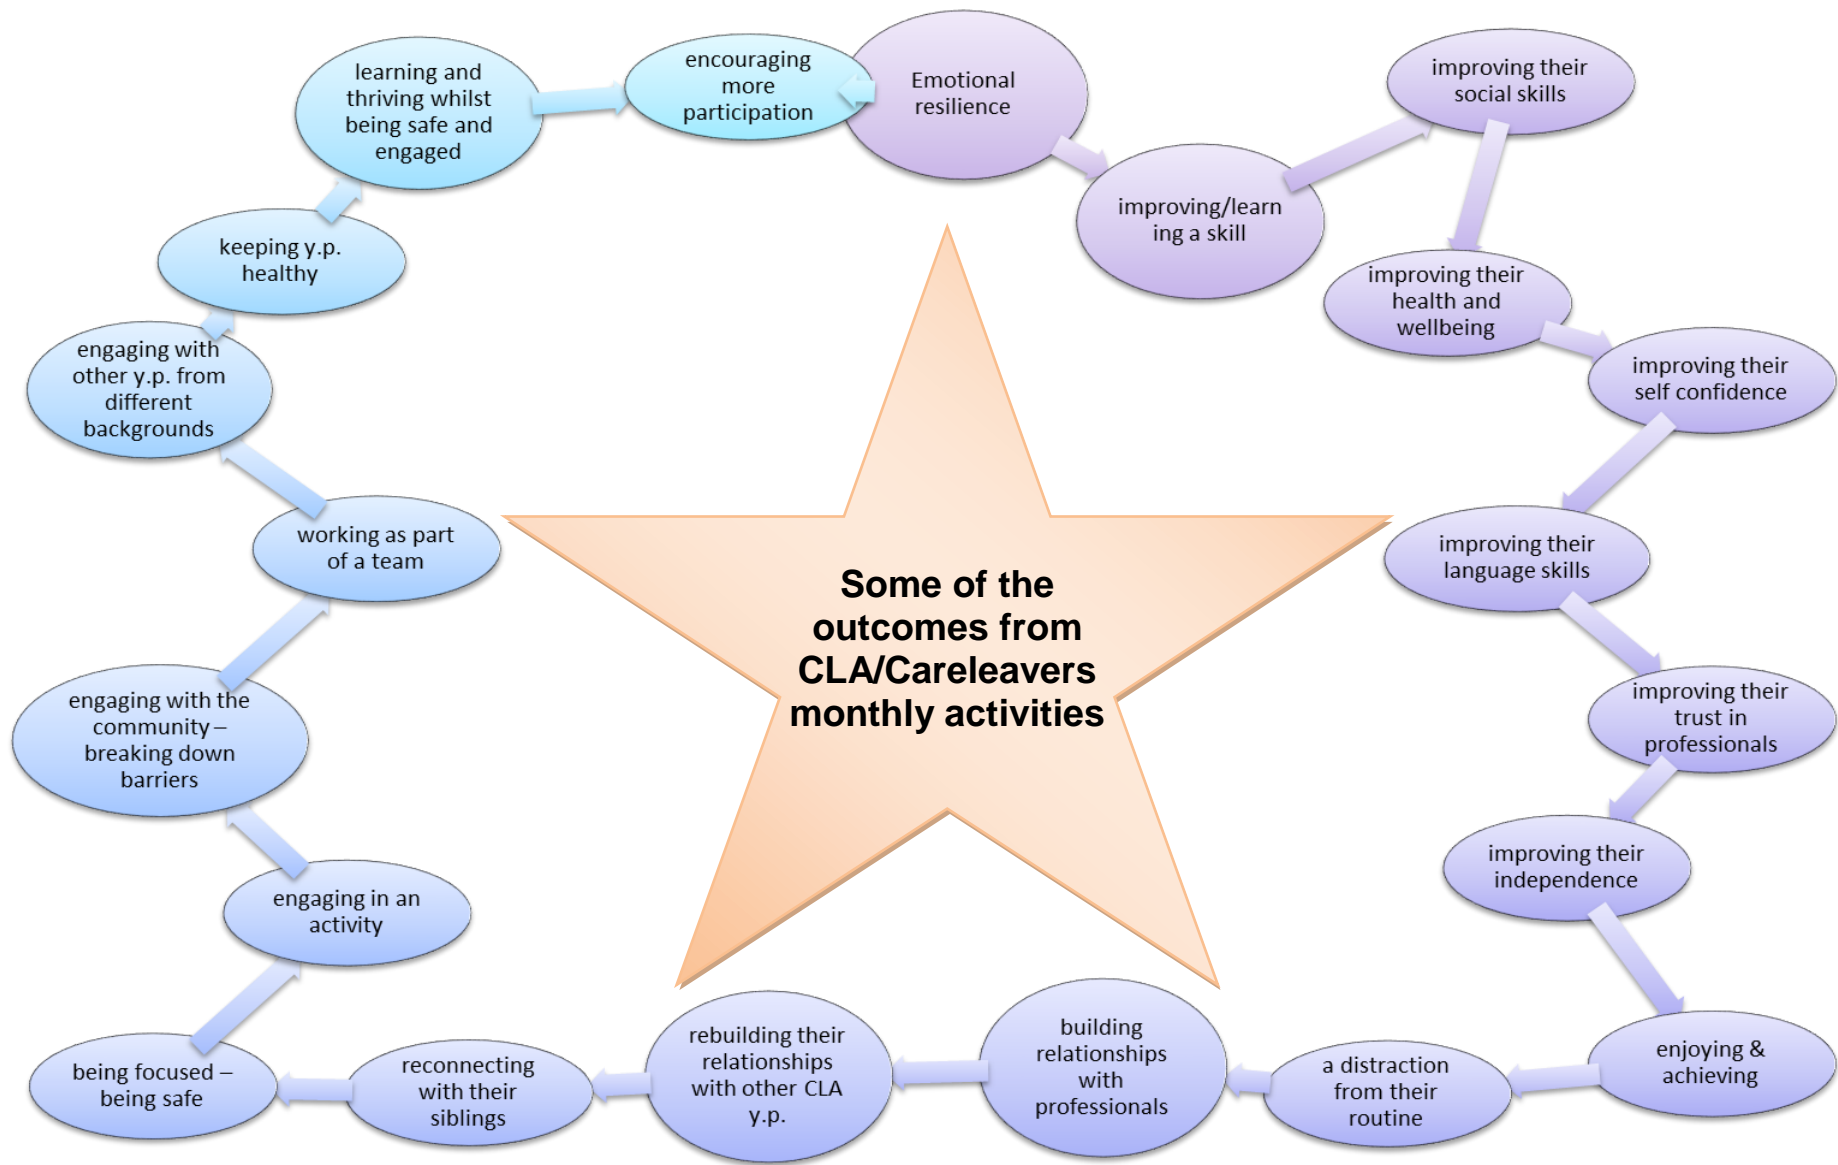 Emotional
resilience
improving/learn
ing a skill
improving their
social skills
improving their
health and
wellbeing
improving their
self confidence
improving their
language skills
improving their
trust in
professionals
improving their
independence
enjoying &
achieving
a distraction
from their
routine
building
relationships
with
professionals
rebuilding their
relationships
with other CLA
y.p.
reconnecting
with their
siblings
being focused –
being safe
engaging in an
activity
engaging with the
community –
breaking down
barriers
working as part
of a team
engaging with
other y.p. from
different
backgrounds
keeping y.p.
healthy
learning and
thriving whilst
being safe and
engaged
encouraging
more
participation
Some of the
outcomes from
CLA/Careleavers
monthly activities